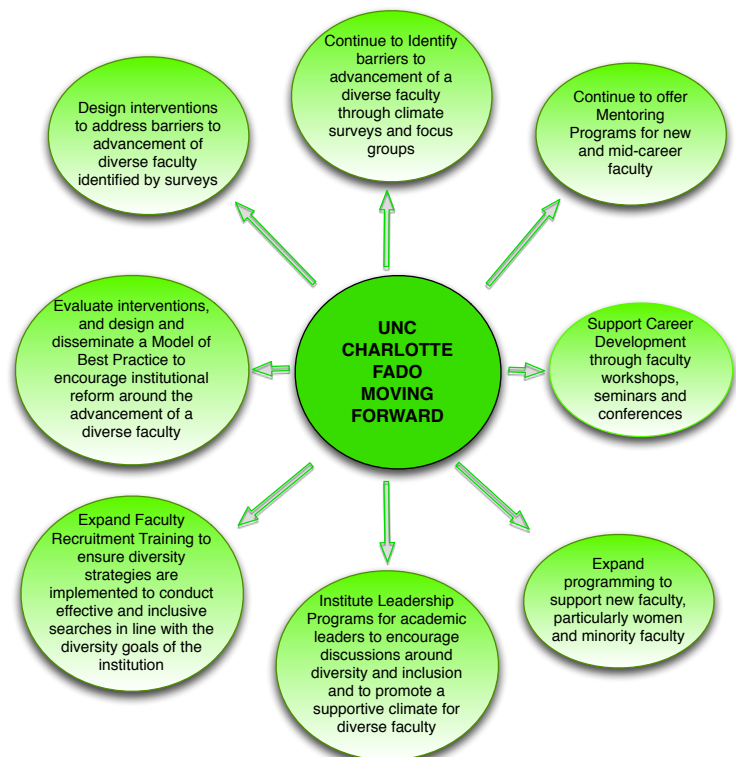 Continue to Identify
barriers to
advancement of a
diverse faculty
through climate
surveys and focus
groups
Design interventions
to address barriers to
advancement of
diverse faculty
identified by surveys
Continue to offer
Mentoring
Programs for new
and mid-career
faculty
Evaluate interventions,
and design and
disseminate a Model of
Best Practice to
encourage institutional
reform around the
advancement of a
diverse faculty
UNC
CHARLOTTE
FADO
MOVING
FORWARD
Support Career
Development
through faculty
workshops,
seminars and
conferences
Expand Faculty
Recruitment Training to
ensure diversity
strategies are
implemented to conduct
effective and inclusive
searches in line with the
diversity goals of the
institution
Institute Leadership
Programs for academic
leaders to encourage
discussions around
diversity and inclusion
and to promote a
supportive climate for
diverse faculty
Expand
programming to
support new faculty,
particularly women
and minority faculty